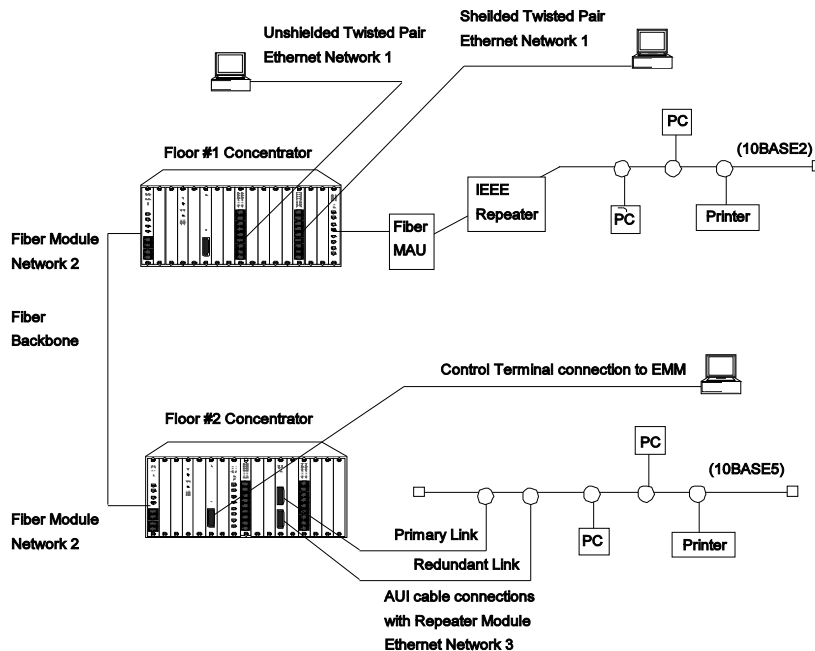 Unshielded Twisted Pair
Ethernet Network 1
Sheilded Twisted Pair
Ethernet Network 1
Floor #1 Concentrator
PC
(10BASE2)
IEEE
Repeater
Fiber
MAU
PC
Printer
Fiber Module
Network 2
Fiber
Backbone
Control Terminal connection to EMM
Floor #2 Concentrator
PC
(10BASE5)
Fiber Module
Network 2
Primary Link
PC
Printer
Redundant Link
AUI cable connections
with Repeater Module
Ethernet Network 3